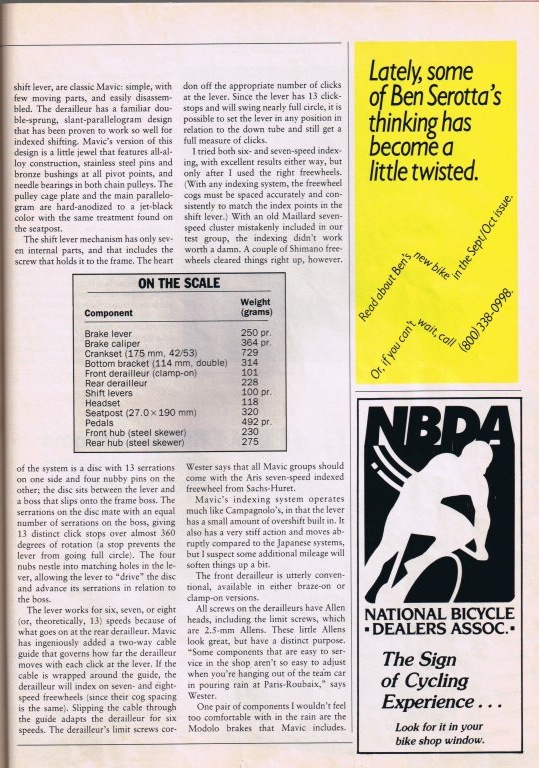 shift lever, are classic Mavic: simple, with
few moving parts, and easily disassem-
bled. The derailleur has a familiar dou-
ble-sprung, slant-parallelogram design
that has been proven to work so well for
indexed shifting. Mavic's version of this
design is a little jewel that features all-al-
loy construction, stainless steel pins and
bronze bushings at all pivot points, and
needle bearings in both chain pulleys. The
pulley cage plate and the main parallelo-
gram are hard-anodized to a jet-black
color with the same treatment found on
the seatpost.
The shift lever mechanism has only sev-
en internal parts, and that includes the
screw that holds it to the frame. The heart
don off the appropriate number of clicks
at the lever. Since the lever has 13 click-
stops and will swing nearly full circle, it is
possible to set the lever in any position in
relation to the down tube and still get a
full measure of clicks.
I tried both six- and seven-speed index-
ing, with excellent results either way, but
only after I used the right freewheels.
(With any indexing system, the freewheel
cogs must be spaced accurately and con-
sistently to match the index points in the
shift lever.) With an old Maillard seven-
speed cluster mistakenly included in our
test group, the indexing didn't work
worth a damn. A couple of Shimano free-
wheels cleared things right up, however.
ON THE SCALE
Component Weight (grams)
Brake lever 250 pr.
Brake caliper 364 pr.
Crankset (175 mm, 42/53) 729
Bottom bracket (114 mm, double) 314
Front derailleur (clamp-on) 101
Rear derailleur 228
Shift levers 100 pr.
Headset 118
Seatpost (27.0 × 190 mm) 320
Pedals 492 pr.
Front hub (steel skewer) 230
Rear hub (steel skewer) 275
of the system is a disc with 13 serrations
on one side and four nubby pins on the
other; the disc sits between the lever and
a boss that slips onto the frame boss. The
serrations on the disc mate with an equal
number of serrations on the boss, giving
13 distinct click stops over almost 360
degrees of rotation (a stop prevents the
lever from going full circle). The four
nubs nestle into matching holes in the le-
ver, allowing the lever to "drive" the disc
and advance its serrations in relation to
the boss.
The lever works for six, seven, or eight
(or, theoretically, 13) speeds because of
what goes on at the rear derailleur. Mavic
has ingeniously added a two-way cable
guide that governs how far the derailleur
moves with each click at the lever. If the
cable is wrapped around the guide, the
derailleur will index on seven- and eight-
speed freewheels (since their cog spacing
is the same). Slipping the cable through
the guide adapts the derailleur for six
speeds. The derailleur's limit screws cor-
Wester says that all Mavic groups should
come with the Aris seven-speed indexed
freewheel from Sachs-Huret.
Mavic's indexing system operates
much like Campagnolo's, in that the lever
has a small amount of overshift built in. It
also has a very stiff action and moves ab-
ruptly compared to the Japanese systems,
but I suspect some additional mileage will
soften things up a bit.
The front derailleur is utterly conven-
tional, available in either braze-on or
clamp-on versions.
All screws on the derailleurs have Allen
heads, including the limit screws, which
are 2.5-mm Allens. These little Allens
look great, but have a distinct purpose.
"Some components that are easy to ser-
vice in the shop aren't so easy to adjust
when you're hanging out of the team car
in pouring rain at Paris-Roubaix," says
Wester.
One pair of components I wouldn't feel
too comfortable with in the rain are the
Modolo brakes that Mavic includes.
Lately, some
of Ben Serotta's
thinking has
become a
little twisted.
Read about Ben's new bike in the Sept/Oct issue.
Or, if you can't wait, call (800) 338-0998.
NBDA
NATIONAL BICYCLE
• DEALERS ASSOC. •
The Sign
of Cycling
Experience . . .
Look for it in your
bike shop window.